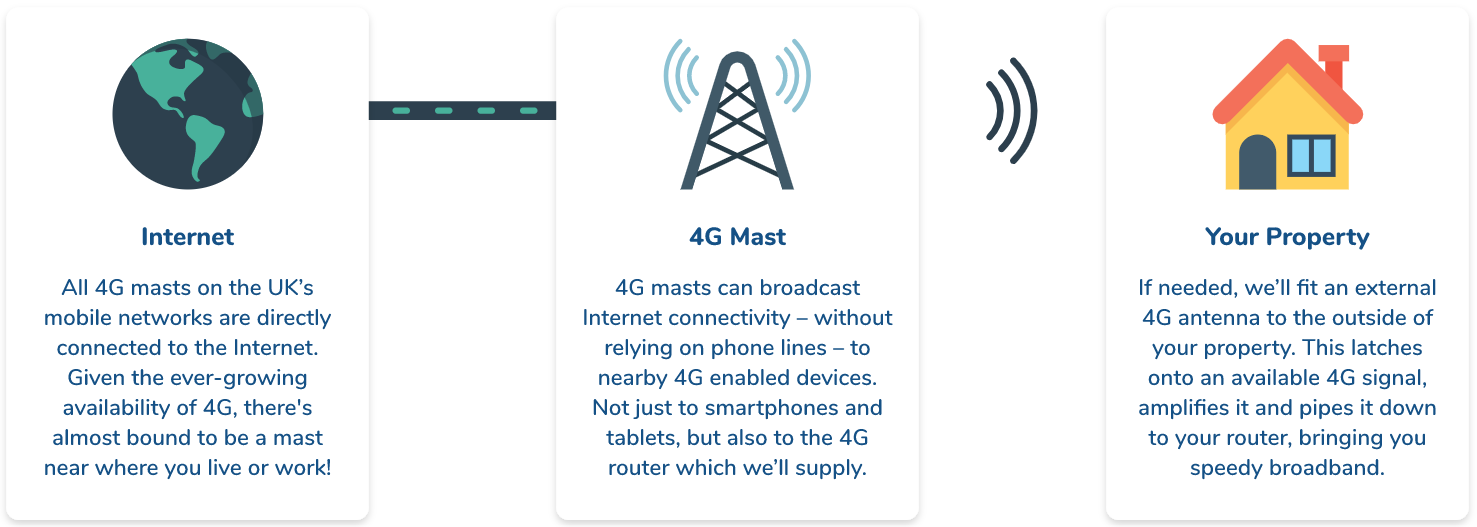 Internet
All 4G masts on the UK’s
mobile networks are directly
connected to the Internet.
Given the ever-growing
availability of 4G, there's
almost bound to be a mast
near where you live or work!
4G Mast
4G masts can broadcast
Internet connectivity – without
relying on phone lines – to
nearby 4G enabled devices.
Not just to smartphones and
tablets, but also to the 4G
router which we’ll supply.
Your Property
If needed, we’ll fit an external
4G antenna to the outside of
your property. This latches
onto an available 4G signal,
amplifies it and pipes it down
to your router, bringing you
speedy broadband.